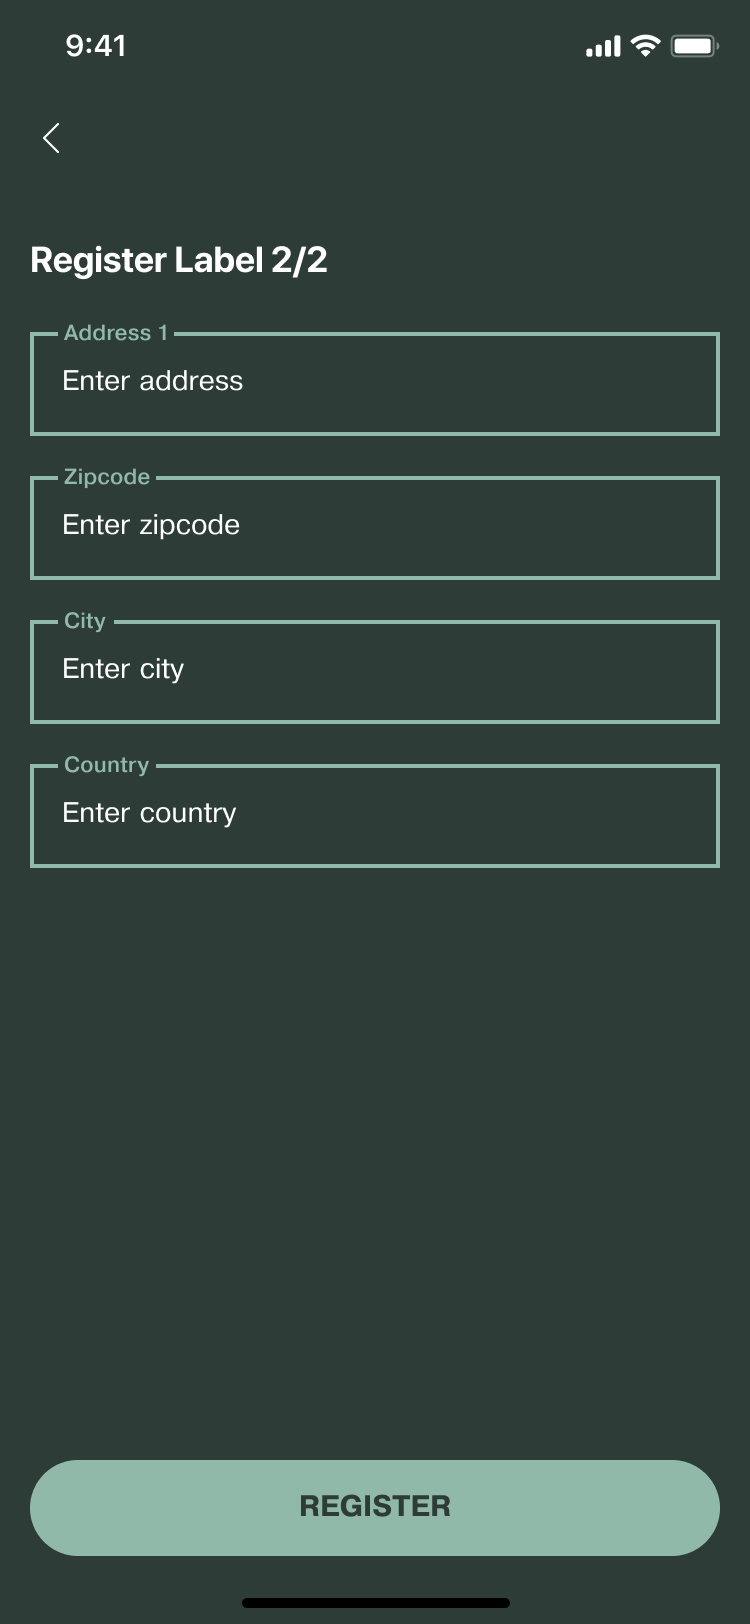 9:41
Register Label 2/2
Address 1
Enter address
Zipcode
Enter zipcode
City
Enter city
Country
Enter country
REGISTER